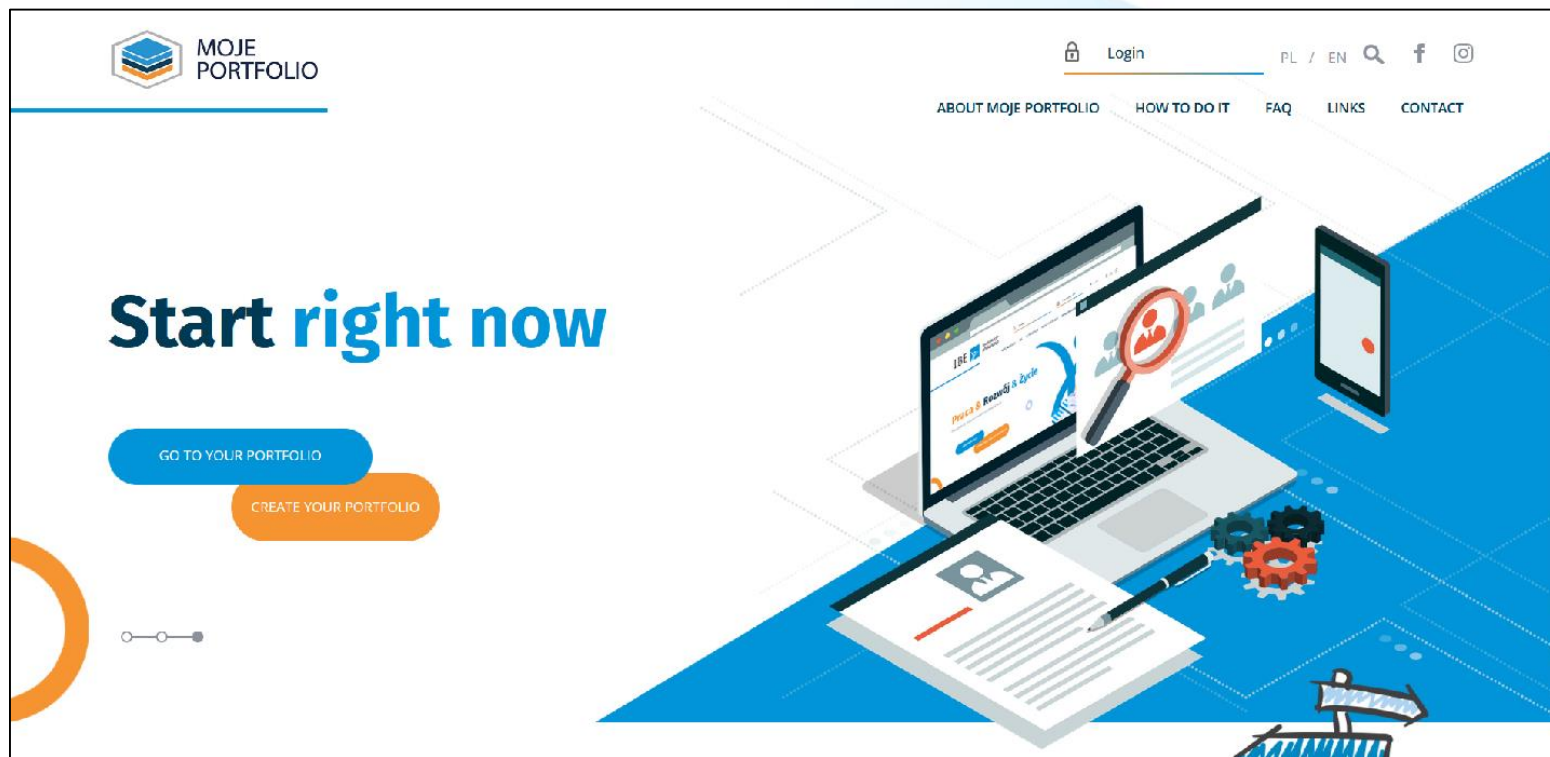 MOJE
PORTFOLIO
Login
PL / EN
ABOUT MOJE PORTFOLIO HOW TO DO IT FAQ LINKS CONTACT
Start right now
GO TO YOUR PORTFOLIO
CREATE YOUR PORTFOLIO
IBE
Praca & Rozwój & Życie